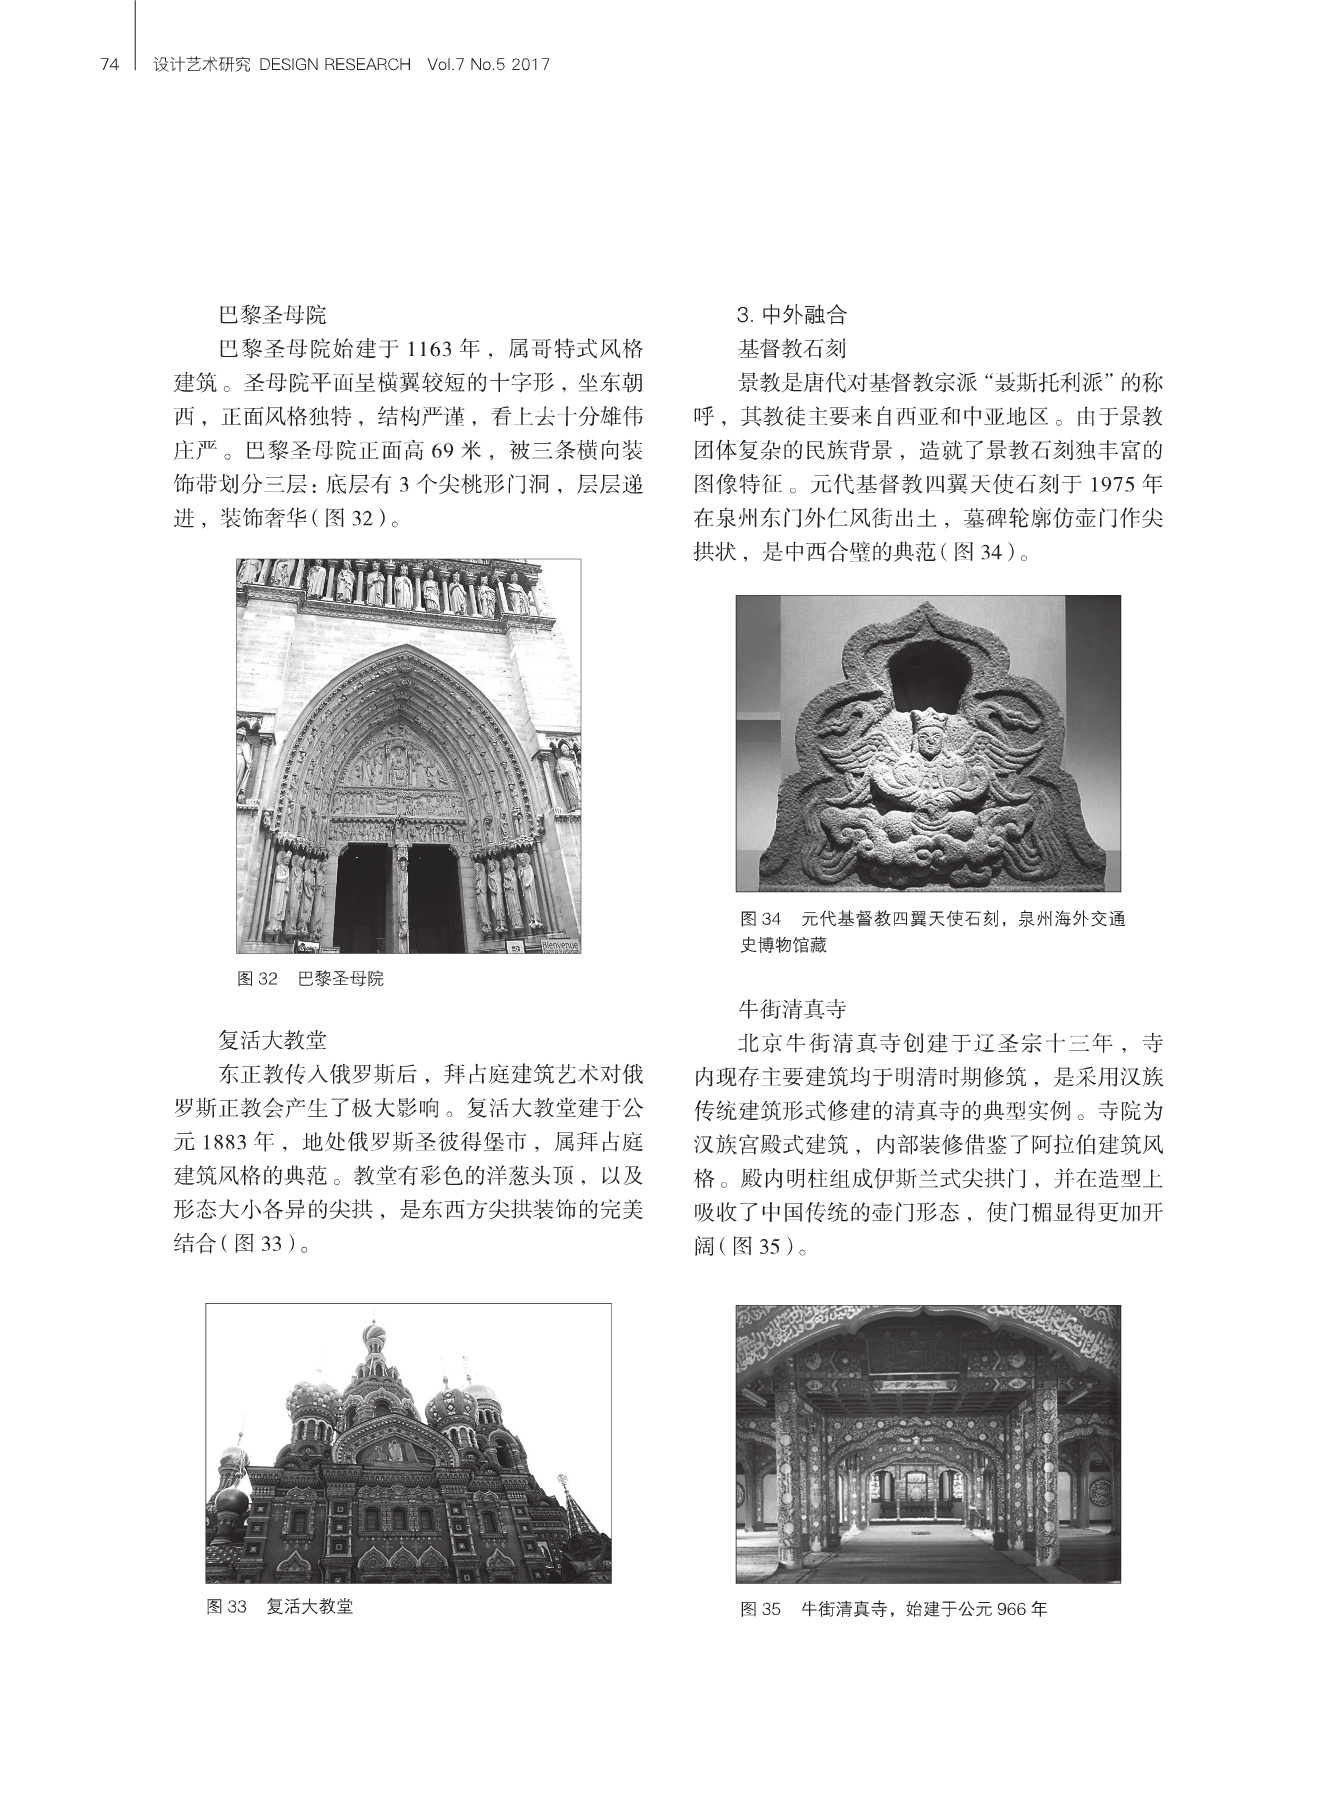 74 设计艺术研究 DESIGN RESEARCH Vol.7 No.5 2017
巴黎圣母院
巴黎圣母院始建于 1163 年，属哥特式风格
建筑。圣母院平面呈横翼较短的十字形，坐东朝
西，正面风格独特，结构严谨，看上去十分雄伟
庄严。巴黎圣母院正面高 69 米，被三条横向装
饰带划分三层：底层有 3 个尖桃形门洞，层层递
进，装饰奢华（图 32）。
Bienvenue
图 32 巴黎圣母院
复活大教堂
东正教传入俄罗斯后，拜占庭建筑艺术对俄
罗斯正教会产生了极大影响。复活大教堂建于公
元 1883 年，地处俄罗斯圣彼得堡市，属拜占庭
建筑风格的典范。教堂有彩色的洋葱头顶，以及
形态大小各异的尖拱，是东西方尖拱装饰的完美
结合（图 33）。
图 33 复活大教堂
3. 中外融合
基督教石刻
景教是唐代对基督教宗派“聂斯托利派”的称
呼，其教徒主要来自西亚和中亚地区。由于景教
团体复杂的民族背景，造就了景教石刻独丰富的
图像特征。元代基督教四翼天使石刻于 1975 年
在泉州东门外仁风街出土，墓碑轮廓仿壶门作尖
拱状，是中西合璧的典范（图 34）。
图 34 元代基督教四翼天使石刻，泉州海外交通
史博物馆藏
牛街清真寺
北京牛街清真寺创建于辽圣宗十三年，寺
内现存主要建筑均于明清时期修筑，是采用汉族
传统建筑形式修建的清真寺的典型实例。寺院为
汉族宫殿式建筑，内部装修借鉴了阿拉伯建筑风
格。殿内明柱组成伊斯兰式尖拱门，并在造型上
吸收了中国传统的壶门形态，使门楣显得更加开
阔（图 35）。
图 35 牛街清真寺，始建于公元 966 年